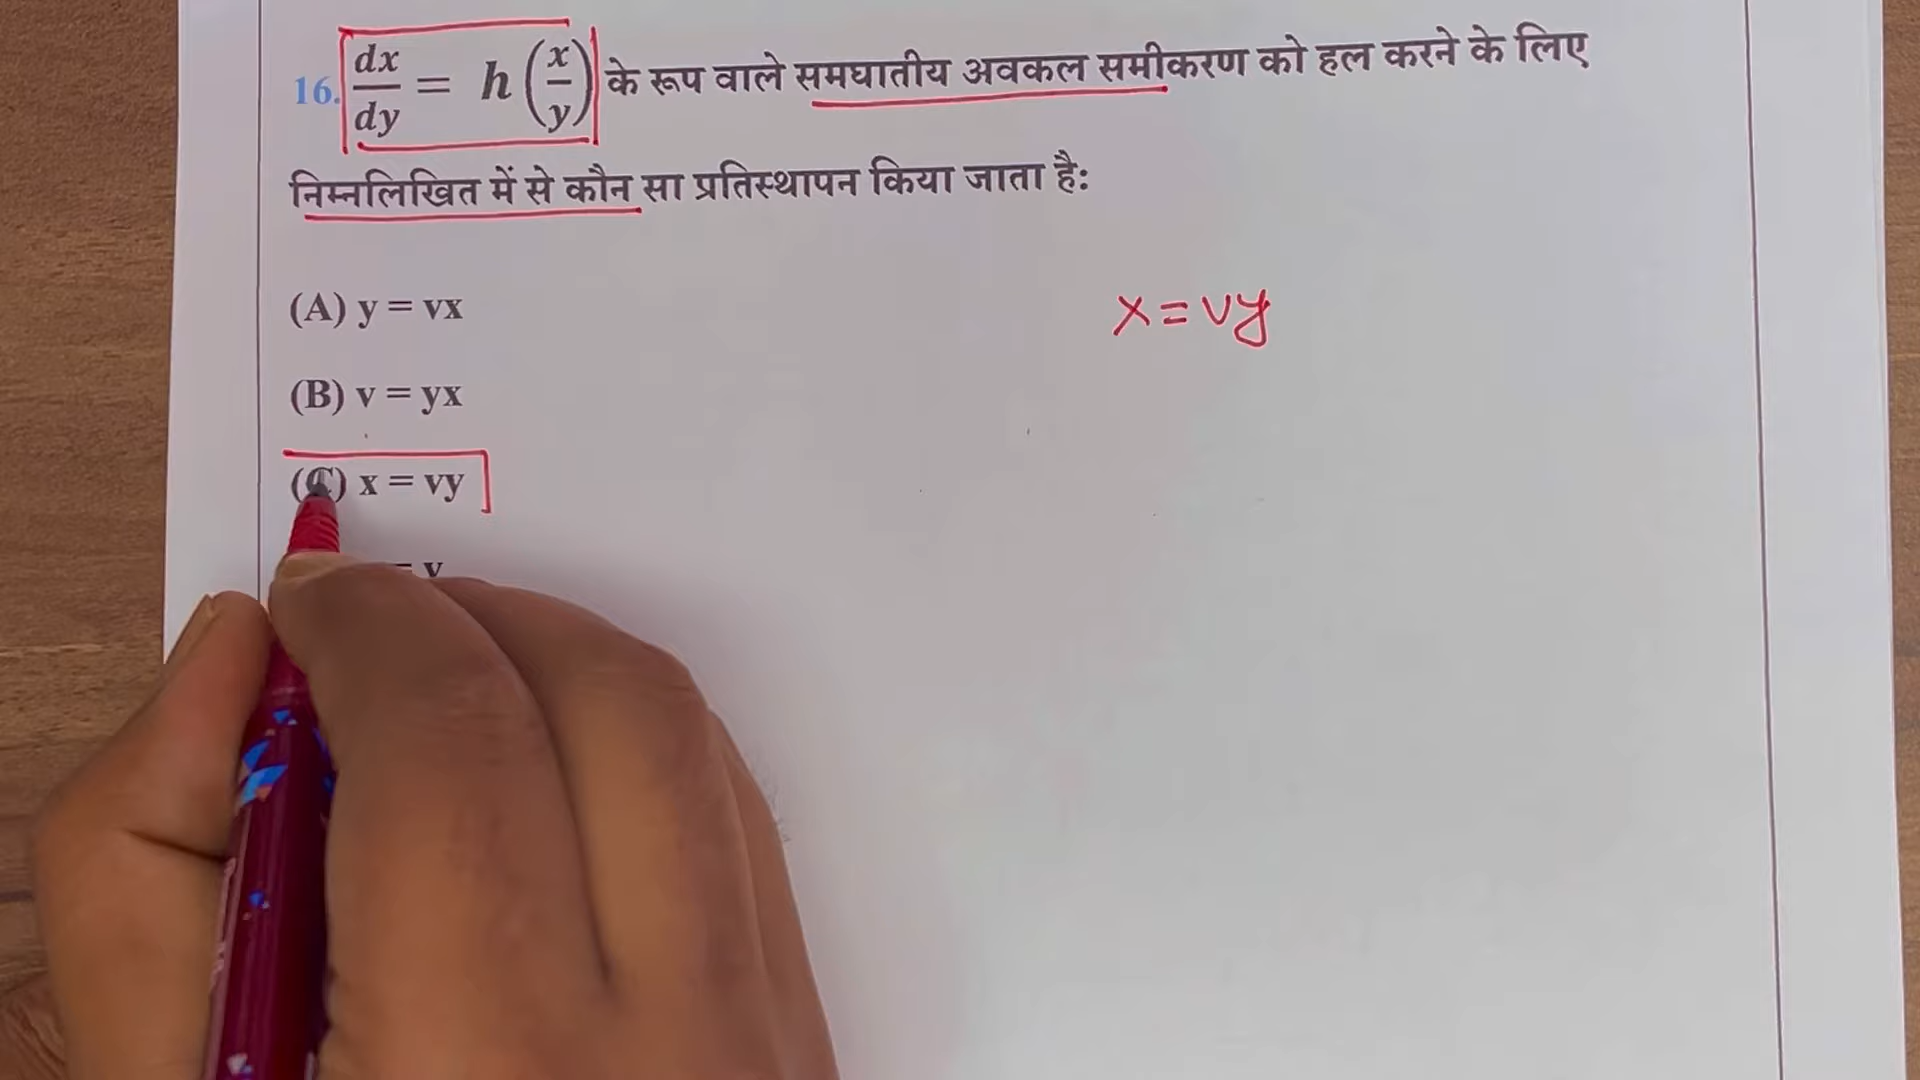 16. dx/dy = h (x/y) के रूप वाले समघातीय अवकल समीकरण को हल करने के लिए
निम्नलिखित में से कौन सा प्रतिस्थापन किया जाता है:
(A) y = vx
x = vy
(B) v = yx
(C) x = vy
= v